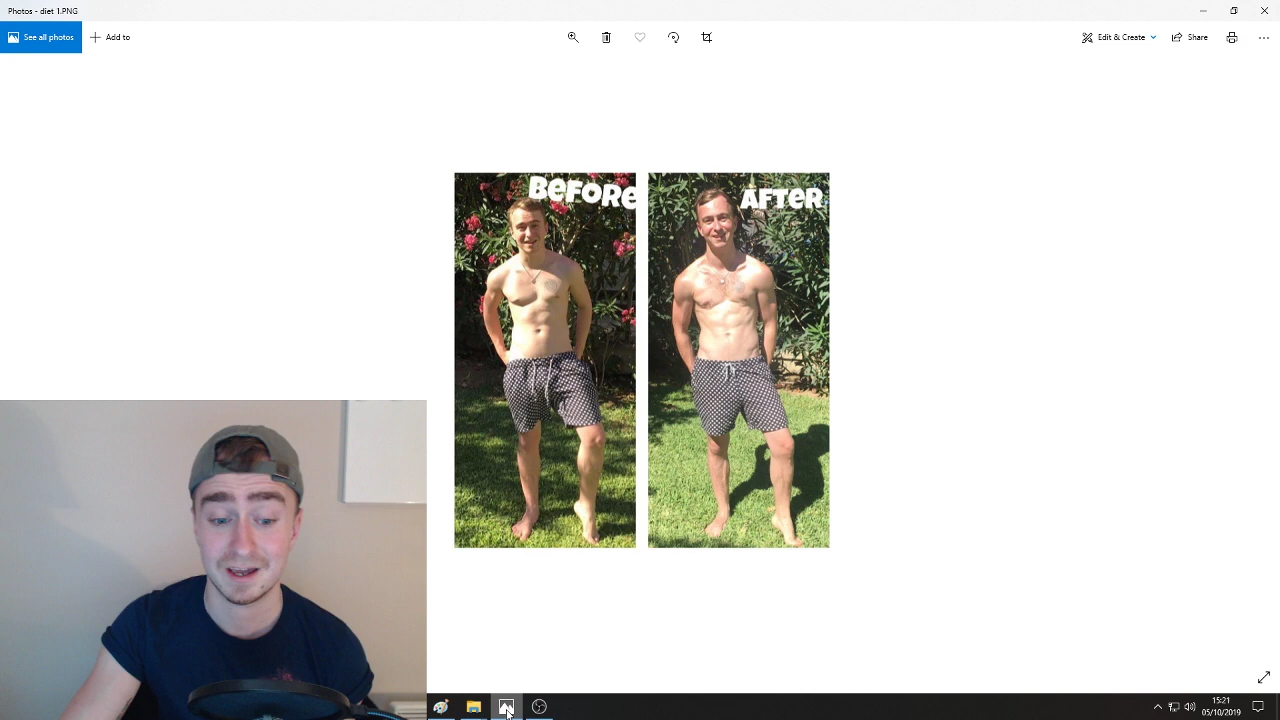 Photos - diet 1.PNG
See all photos
Add to
Edit & Create
Share
BEFORE
AFTER
15:21
05/10/2019